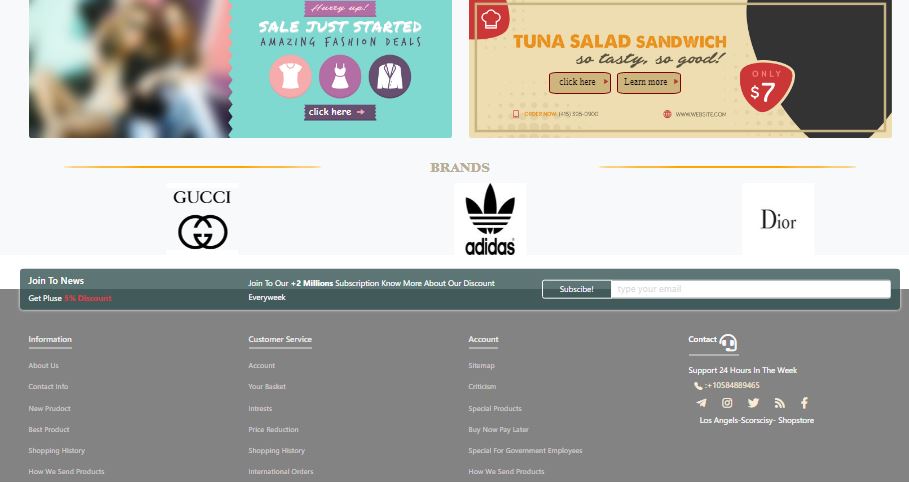 Hurry up!
SALE JUST STARTED
AMAZING FASHION DEALS
click here
TUNA SALAD SANDWICH
so tasty, so good!
click here
Learn more
ONLY
$7
ORDER NOW (415) 325-0900
WWW.WEBSITE.COM
BRANDS
GUCCI
adidas
Dior
Join To News
Get Pluse 5% Discount
Join To Our +2 Millions Subscription Know More About Our Discount
Everyweek
Subscibe!
type your email
Information
About Us
Contact Info
New Prudoct
Best Product
Shopping History
How We Send Products
Customer Service
Account
Your Basket
Intrests
Price Reduction
Shopping History
International Orders
Account
Sitemap
Criticism
Special Products
Buy Now Pay Later
Special For Government Employees
How We Send Products
Contact
Support 24 Hours In The Week
:+10584889465
Los Angels-Scorscisy- Shopstore